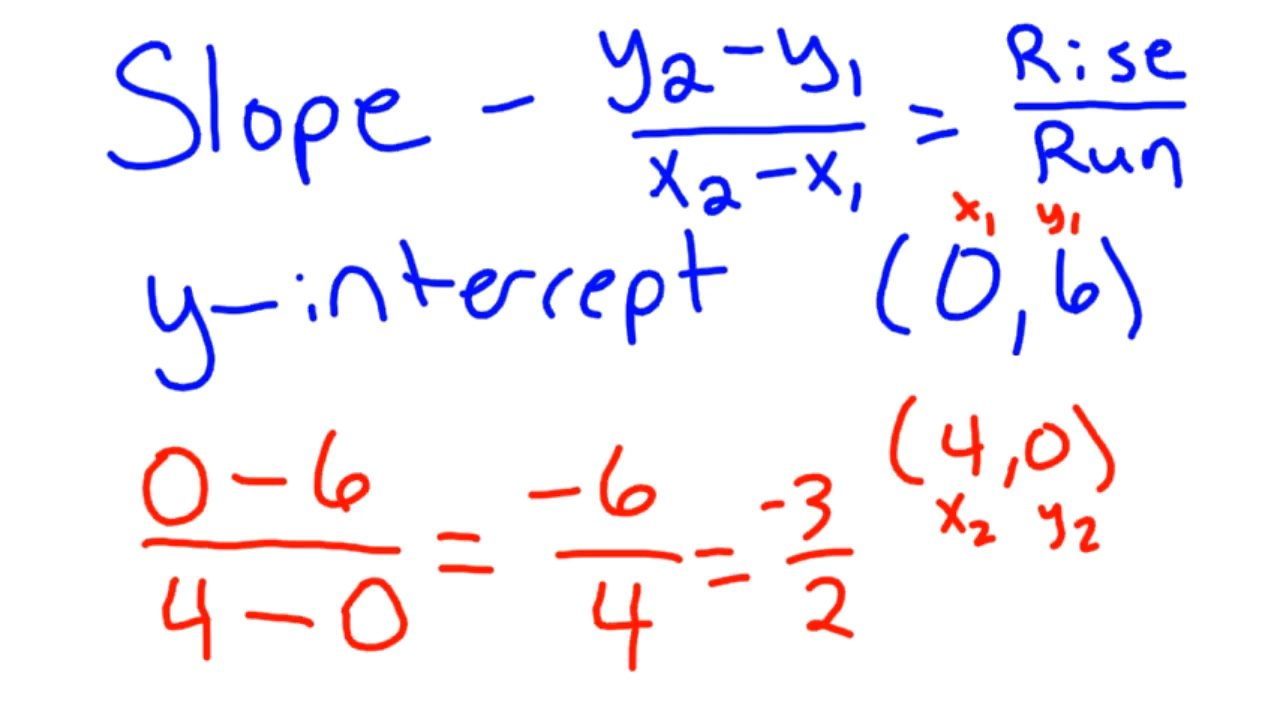 Slope - y2-y1 / x2-x1 = Rise / Run
x1 y1
y-intercept (0,6)
(4,0)
x2 y2
0-6 / 4-0 = -6 / 4 = -3 / 2